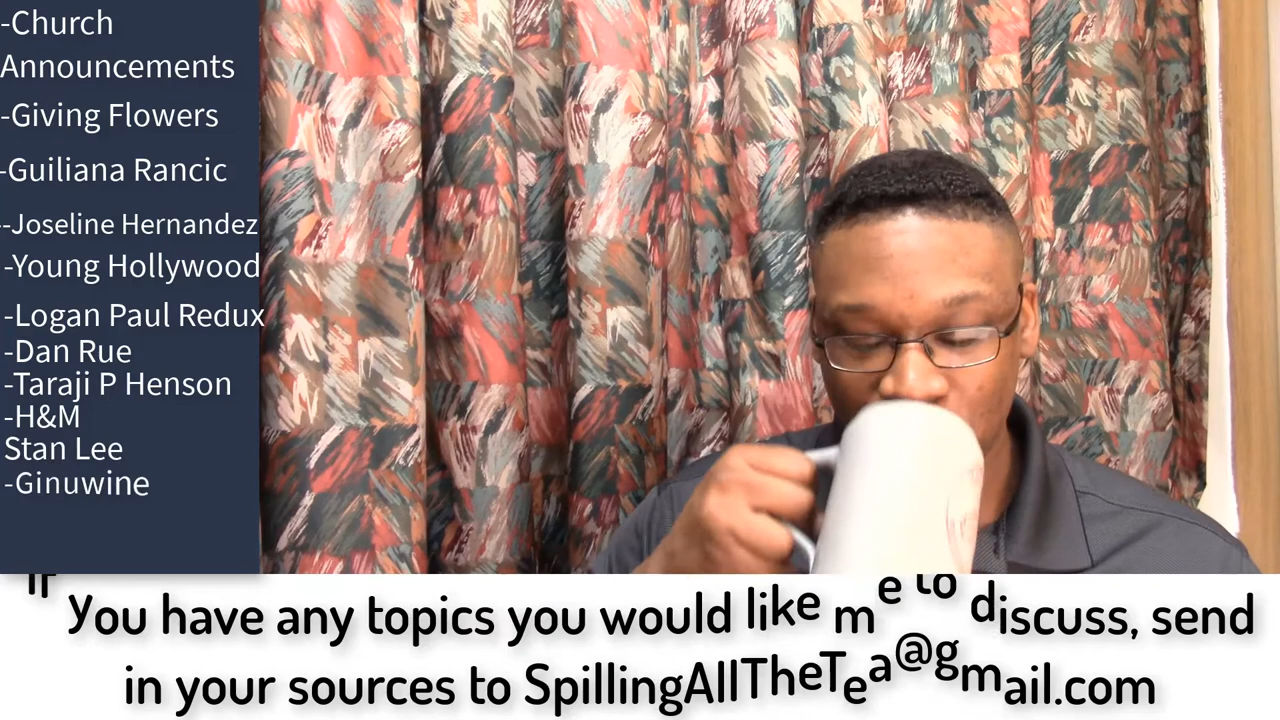 -Church
Announcements
-Giving Flowers
-Guiliana Rancic
--Joseline Hernandez
-Young Hollywood
-Logan Paul Redux
-Dan Rue
-Taraji P Henson
-H&M
Stan Lee
-Ginuwine
If you have any topics you would like me to discuss, send
in your sources to SpillingAllTheTea@gmail.com